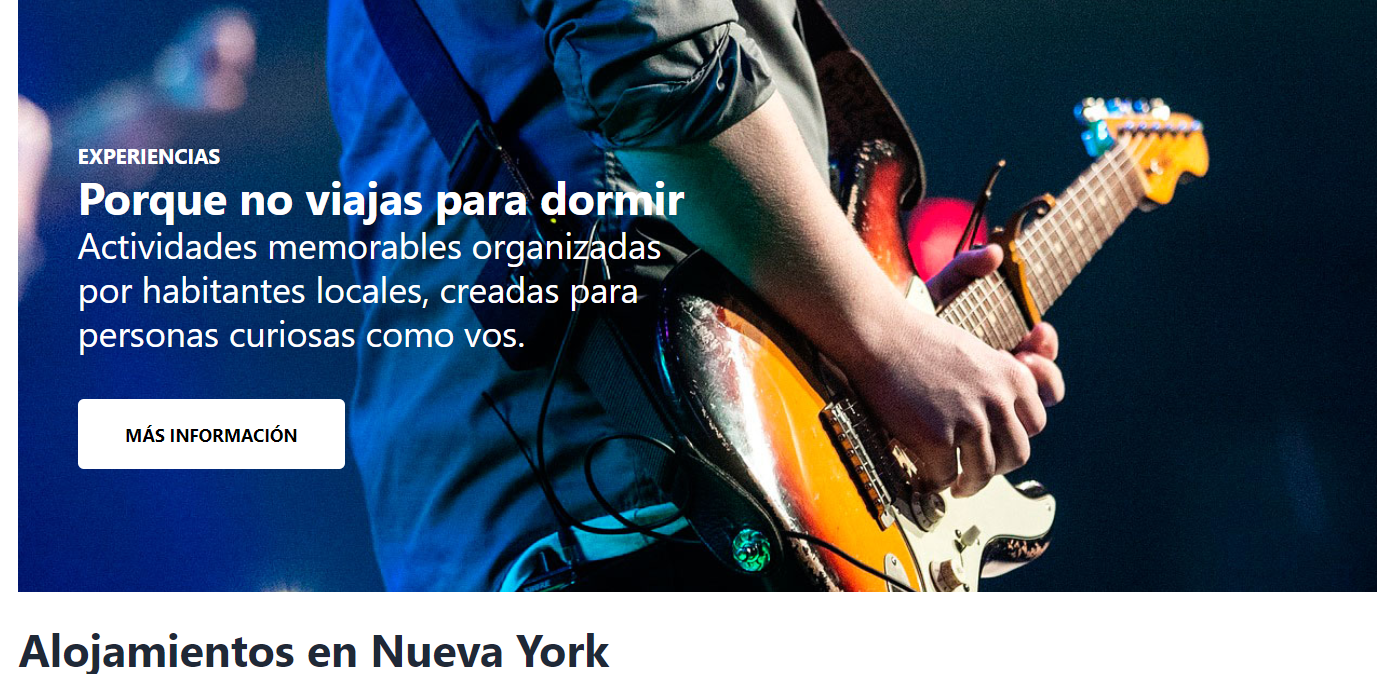 EXPERIENCIAS
Porque no viajas para dormir
Actividades memorables organizadas
por habitantes locales, creadas para
personas curiosas como vos.
MÁS INFORMACIÓN
Alojamientos en Nueva York